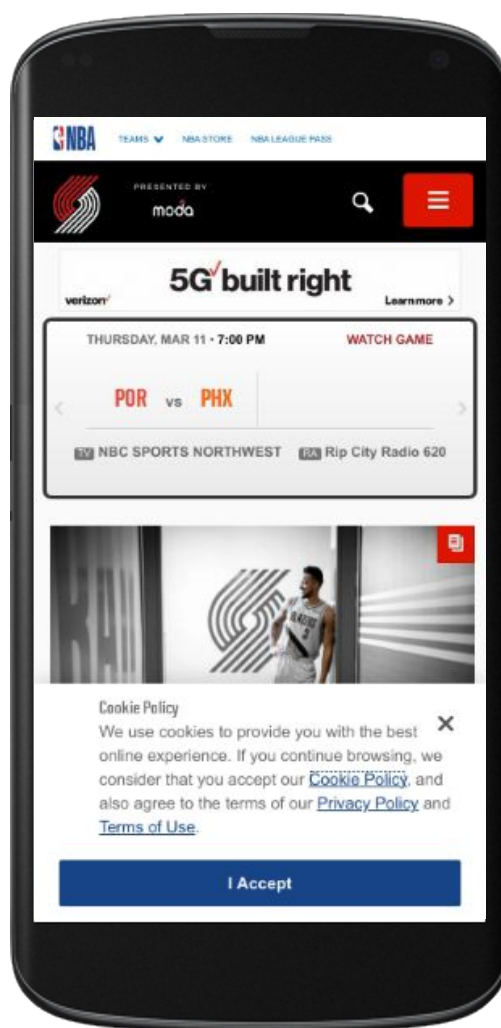 NBA TEAMS NBA STORE NBA LEAGUE PASS
PRESENTED BY
moda
5G built right
verizon Learn more >
THURSDAY, MAR 11 • 7:00 PM WATCH GAME
POR vs PHX
TV NBC SPORTS NORTHWEST RA Rip City Radio 620
BLAZERS
3
Cookie Policy
We use cookies to provide you with the best
online experience. If you continue browsing, we
consider that you accept our Cookie Policy, and
also agree to the terms of our Privacy Policy and
Terms of Use.
I Accept